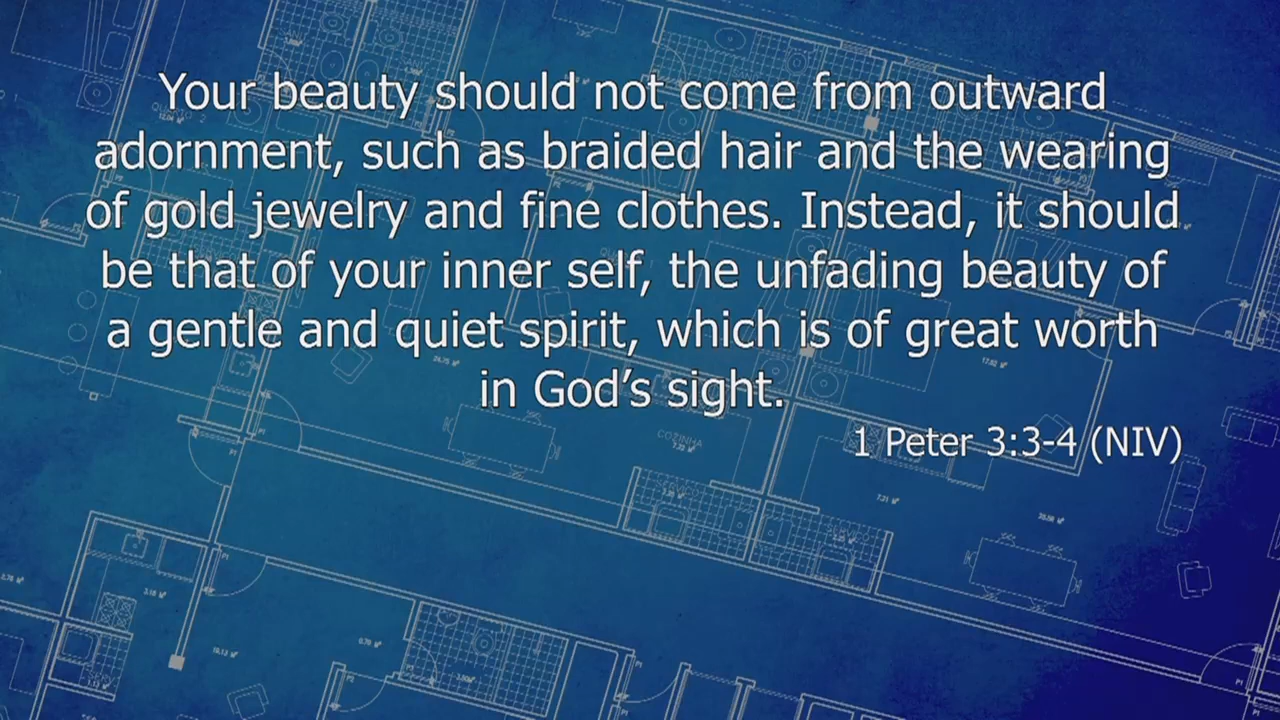 Your beauty should not come from outward
adornment, such as braided hair and the wearing
of gold jewelry and fine clothes. Instead, it should
be that of your inner self, the unfading beauty of
a gentle and quiet spirit, which is of great worth
in God’s sight.
1 Peter 3:3-4 (NIV)
COZINHA